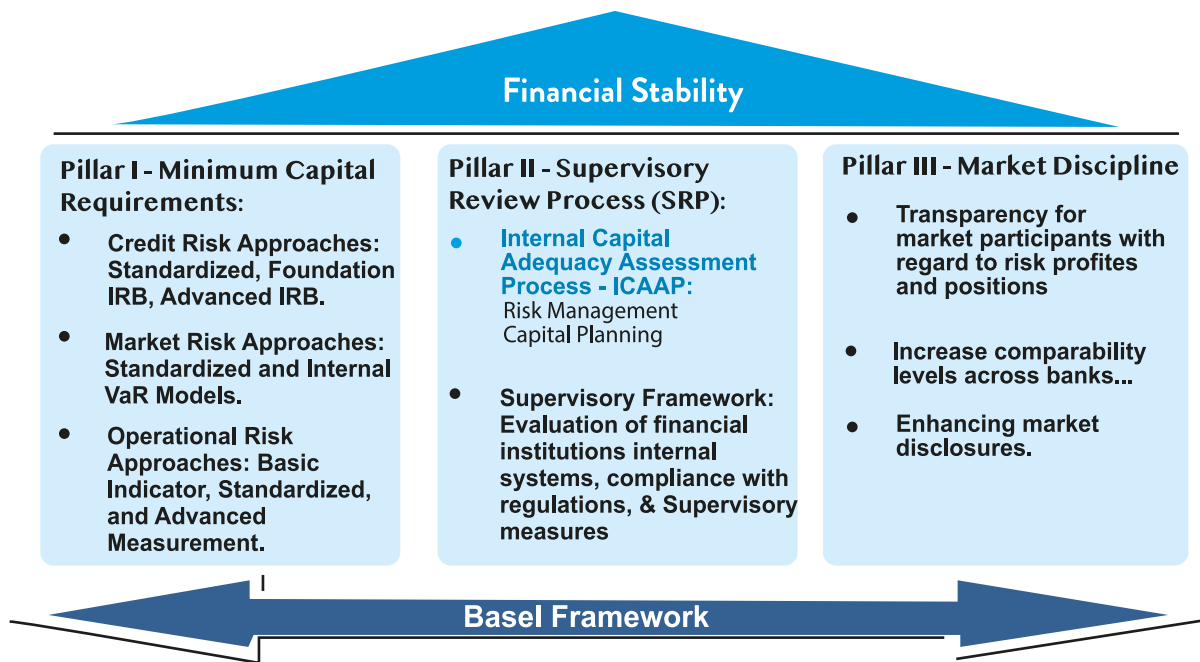 Financial Stability
Pillar I - Minimum Capital
Requirements:
• Credit Risk Approaches:
Standardized, Foundation
IRB, Advanced IRB.
• Market Risk Approaches:
Standardized and Internal
VaR Models.
• Operational Risk
Approaches: Basic
Indicator, Standardized,
and Advanced
Measurement.
Pillar II - Supervisory
Review Process (SRP):
• Internal Capital
Adequacy Assessment
Process - ICAAP:
Risk Management
Capital Planning
• Supervisory Framework:
Evaluation of financial
institutions internal
systems, compliance with
regulations, & Supervisory
measures
Pillar III - Market Discipline
• Transparency for
market participants with
regard to risk profites
and positions
• Increase comparability
levels across banks...
• Enhancing market
disclosures.
Basel Framework